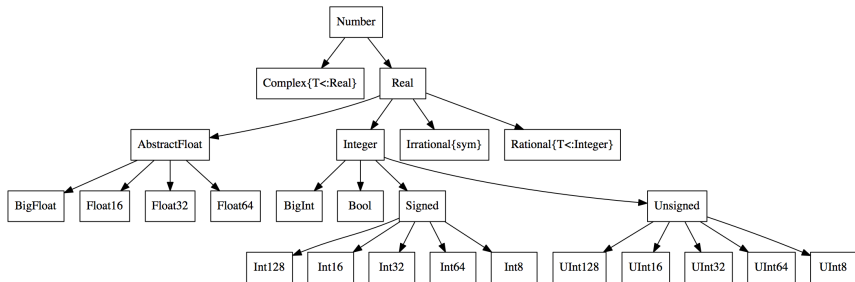 Number
Complex{T<:Real}
Real
AbstractFloat
Integer
Irrational{sym}
Rational{T<:Integer}
BigFloat
Float16
Float32
Float64
BigInt
Bool
Signed
Unsigned
Int128
Int16
Int32
Int64
Int8
UInt128
UInt16
UInt32
UInt64
UInt8